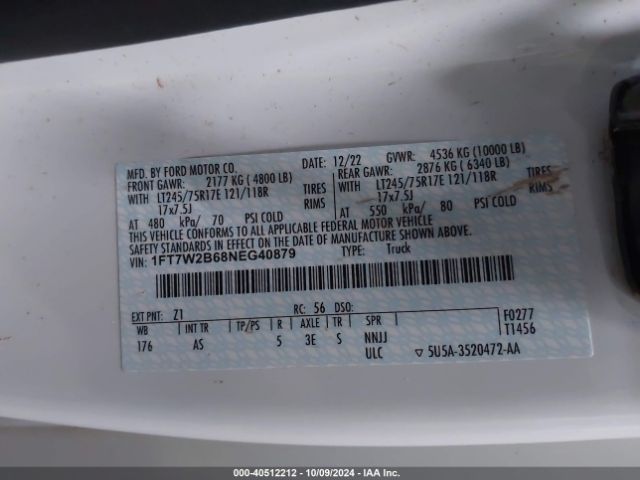 MFD. BY FORD MOTOR CO. DATE: 12/22 GVWR: 4536 KG (10000 LB)
FRONT GAWR: 2177 KG ( 4800 LB) REAR GAWR: 2876 KG ( 6340 LB)
WITH LT245/75R17E 121/118R TIRES WITH LT245/75R17E 121/118R TIRES
17x7.5J RIMS 17x7.5J RIMS
AT 480 kPa/ 70 PSI COLD AT 550 kPa/ 80 PSI COLD
THIS VEHICLE CONFORMS TO ALL APPLICABLE FEDERAL MOTOR VEHICLE
SAFETY STANDARDS IN EFFECT ON THE DATE OF MANUFACTURE SHOWN ABOVE.
VIN: 1FT7W2B68NEG40879 TYPE: Truck
EXT PNT: Z1 RC: 56 DSO:
WB INT TR TP/PS R AXLE TR SPR F0277
176 AS 5 3E S NNJJ T1456
ULC ▽ 5U5A-3520472-AA
000-40512212 - 10/09/2024 - IAA Inc.